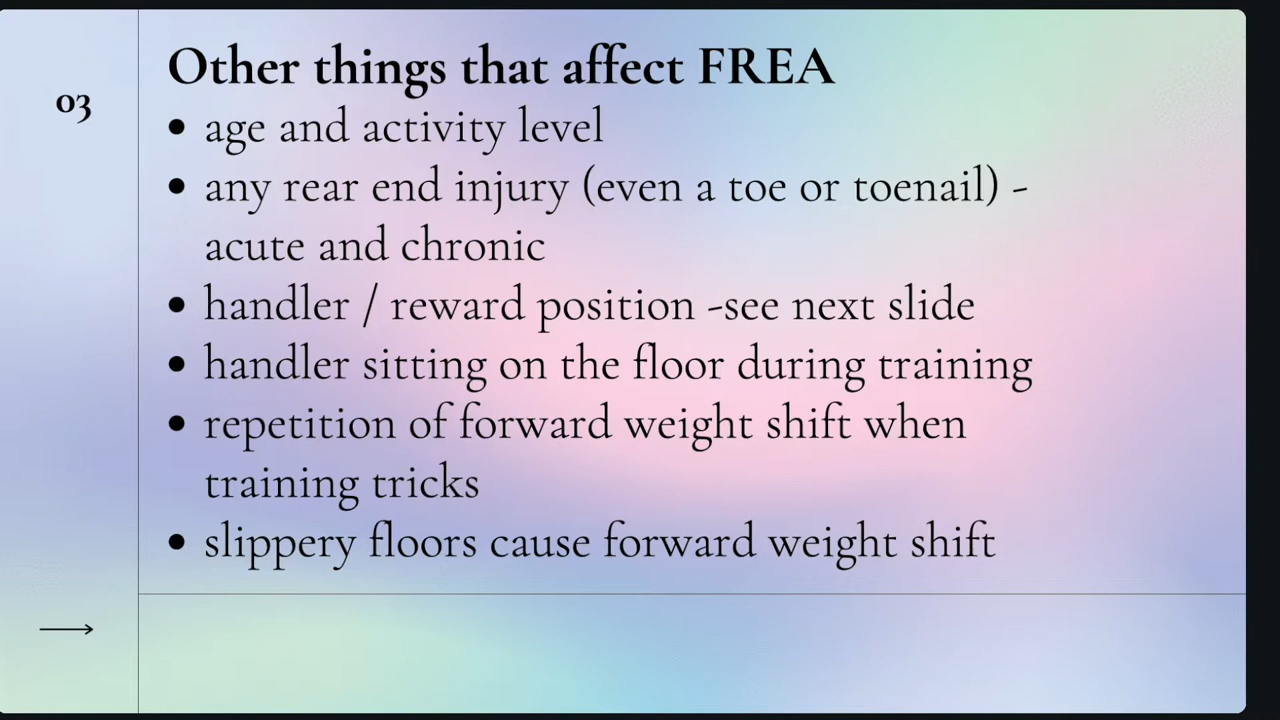 03
Other things that affect FREA
• age and activity level
• any rear end injury (even a toe or toenail) -
acute and chronic
• handler / reward position -see next slide
• handler sitting on the floor during training
• repetition of forward weight shift when
training tricks
• slippery floors cause forward weight shift